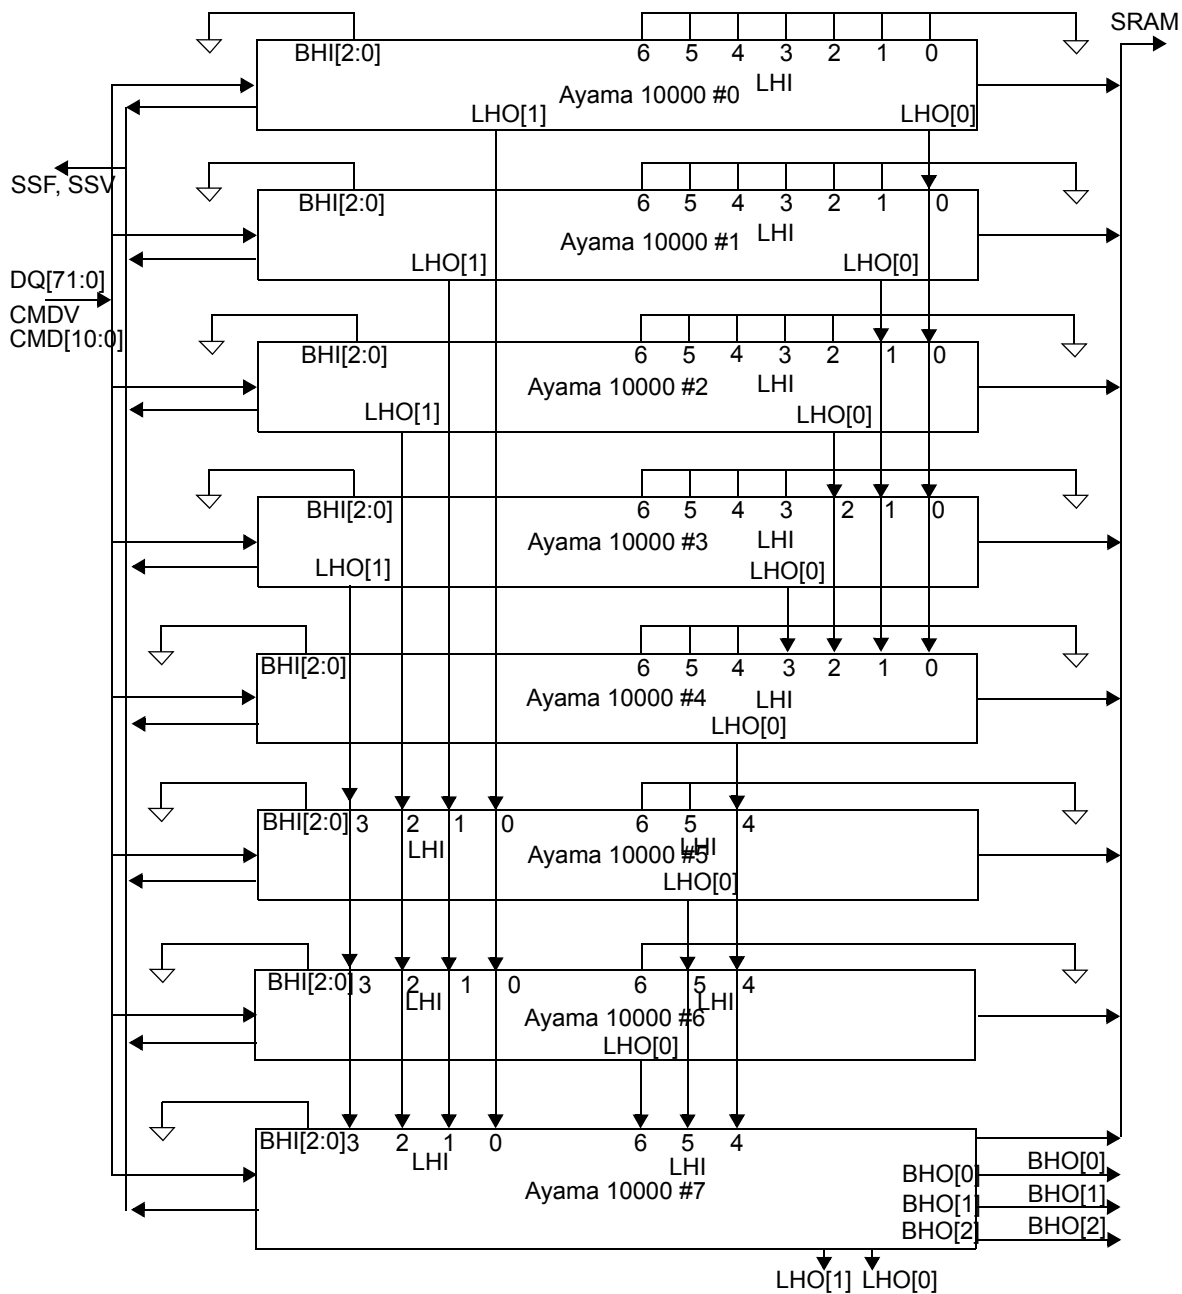 SRAM
BHI[2:0] 6 5 4 3 2 1 0
LHI
Ayama 10000 #0
LHO[1] LHO[0]
SSF, SSV
BHI[2:0] 6 5 4 3 2 1 0
LHI
Ayama 10000 #1
LHO[1] LHO[0]
DQ[71:0]
CMDV
CMD[10:0]
BHI[2:0] 6 5 4 3 2 1 0
Ayama 10000 #2 LHI
LHO[1] LHO[0]
BHI[2:0] 6 5 4 3 2 1 0
Ayama 10000 #3 LHI
LHO[1] LHO[0]
BHI[2:0] 6 5 4 3 2 1 0
Ayama 10000 #4 LHI
LHO[0]
BHI[2:0] 3 2 1 0 6 5 4
LHI Ayama 10000 #5 LHI
LHO[0]
BHI[2:0] 3 2 1 0 6 5 4
LHI LHI
Ayama 10000 #6
LHO[0]
BHI[2:0] 3 2 1 0 6 5 4
LHI LHI
Ayama 10000 #7
BHO[0] BHO[0]
BHO[1] BHO[1]
BHO[2] BHO[2]
LHO[1] LHO[0]